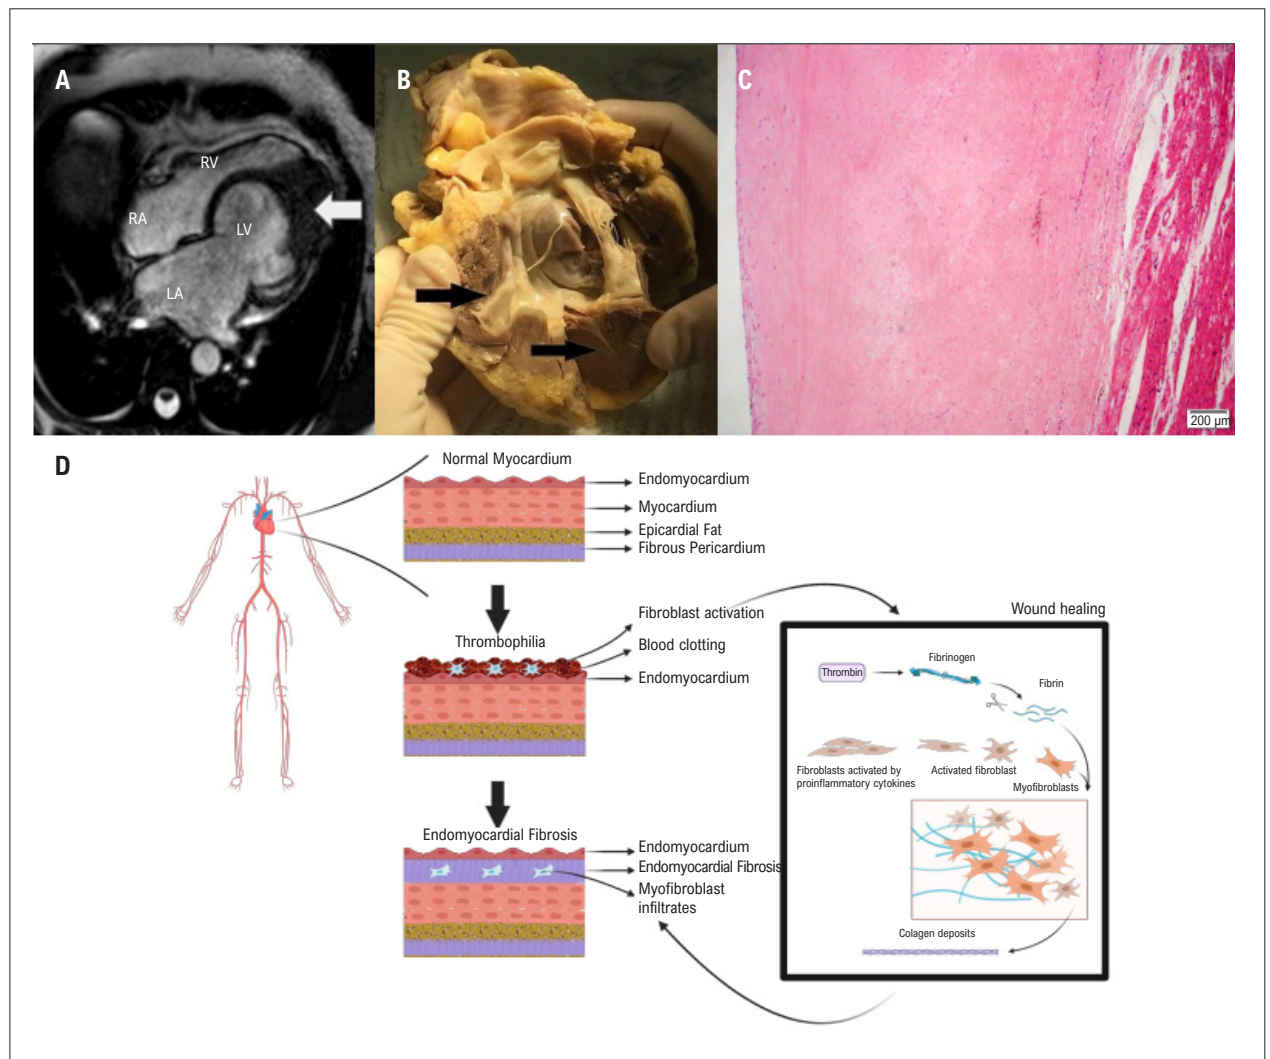 A
RV
RA
LV
LA
B
C
200 µm
D
Normal Myocardium
Endomyocardium
Myocardium
Epicardial Fat
Fibrous Pericardium
Thrombophilia
Fibroblast activation
Blood clotting
Endomyocardium
Endomyocardial Fibrosis
Endomyocardium
Endomyocardial Fibrosis
Myofibroblast
infiltrates
Wound healing
Thrombin
Fibrinogen
Fibrin
Fibroblasts activated by
proinflammatory cytokines
Activated fibroblast
Myofibroblasts
Colagen deposits